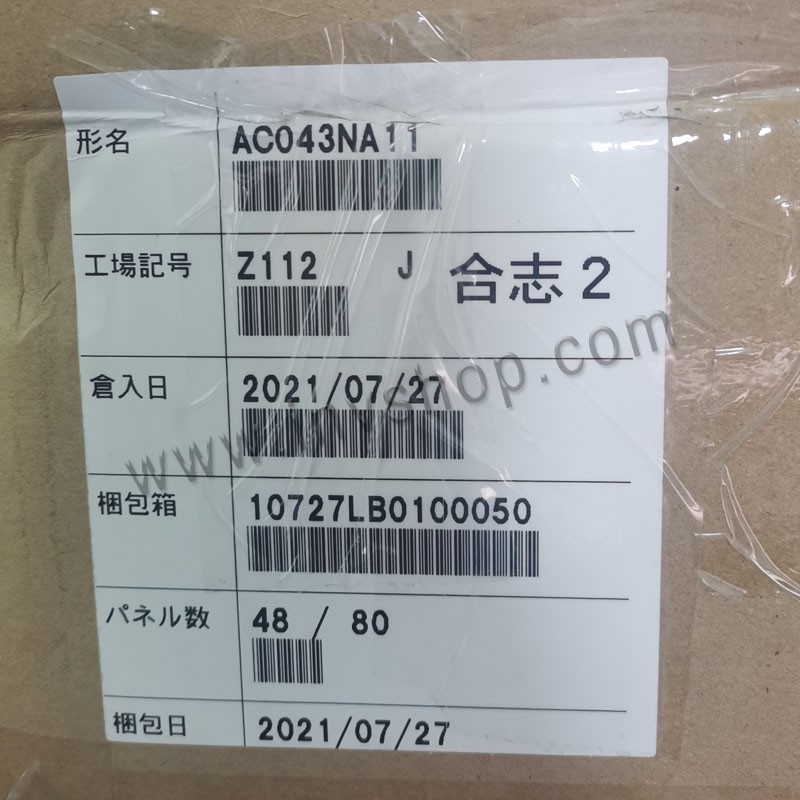 形名 AC043NA11
工場記号 Z112 J 合志2
倉入日 2021/07/27
梱包箱 10727LB0100050
パネル数 48 / 80
梱包日 2021/07/27